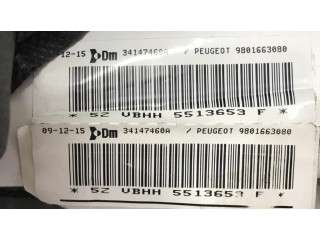 -12-15 Dm 34147460A / PEUGEOT 9801663080
* 5Z VBHH 5513653 F *
09-12-15 Dm 34147460A / PEUGEOT 9801663080
* 5Z VBHH 5513653 F *